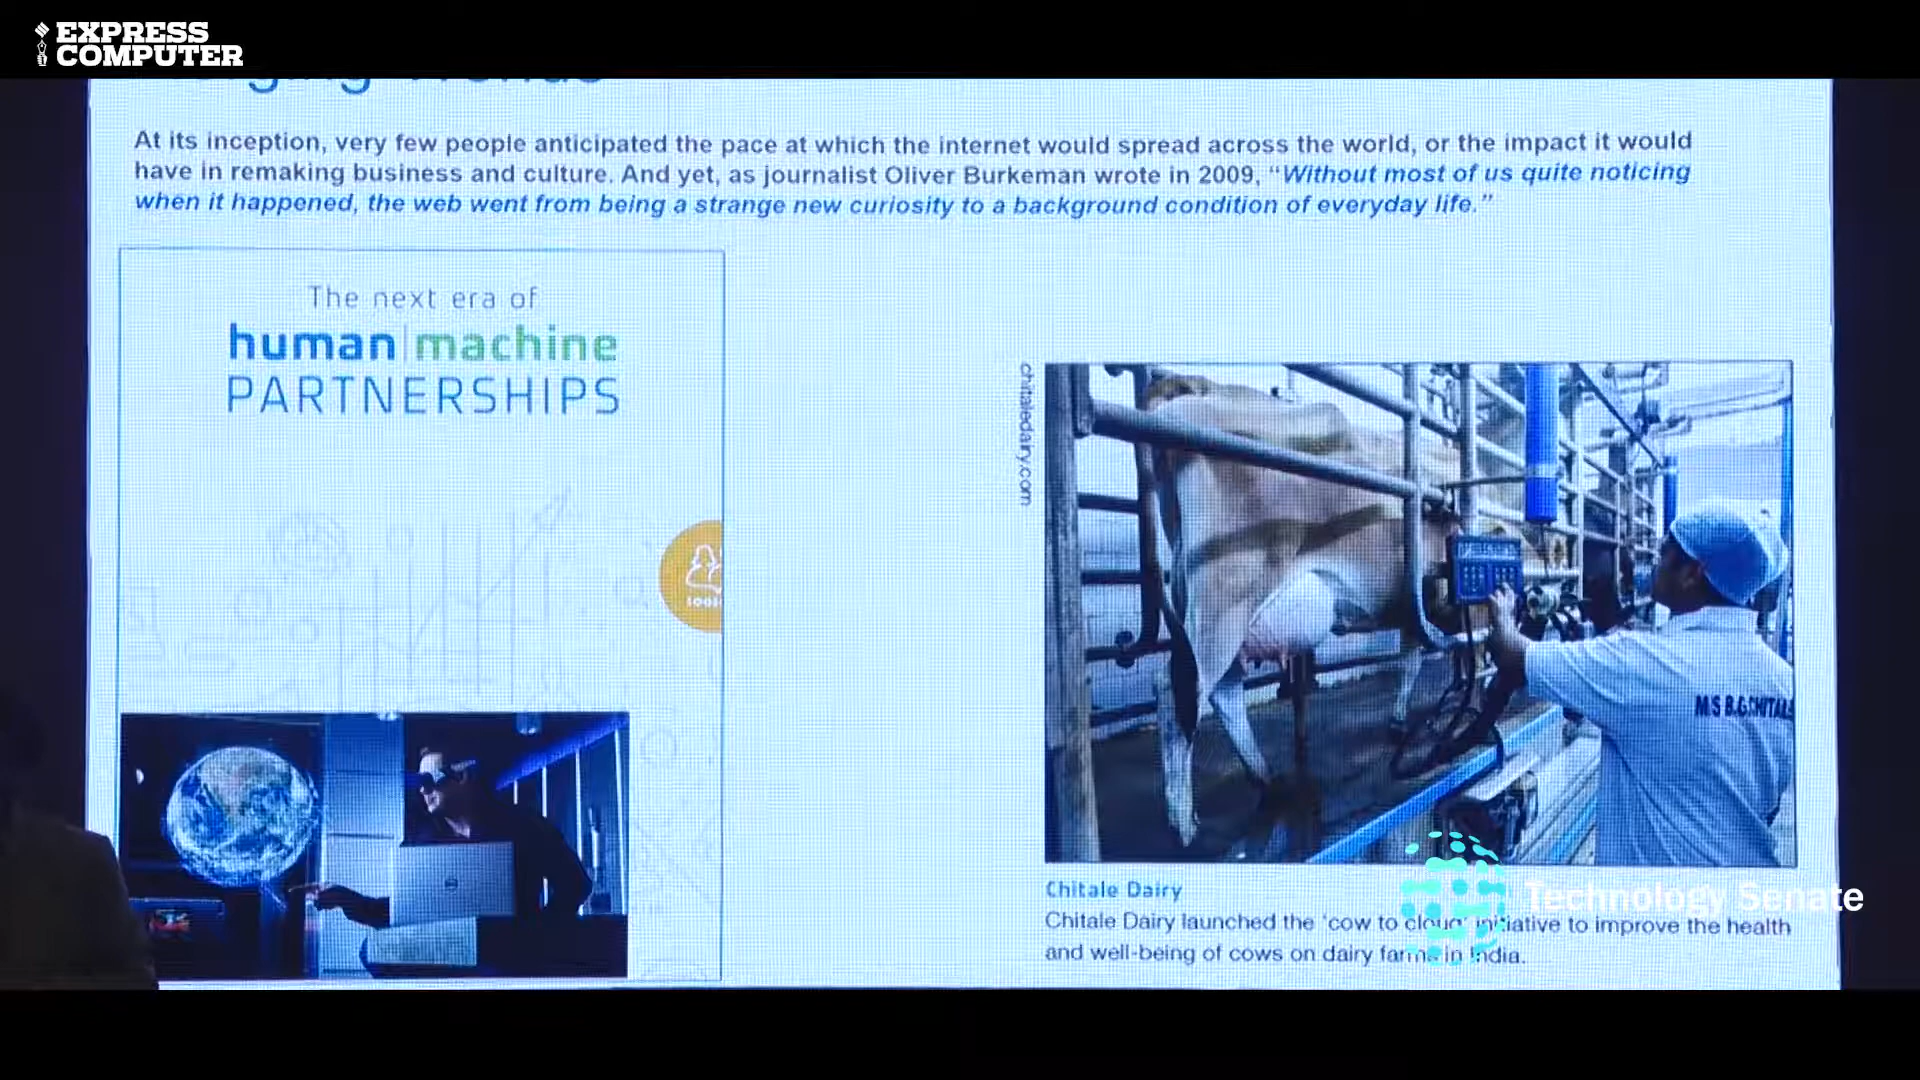 EXPRESS
COMPUTER
At its inception, very few people anticipated the pace at which the internet would spread across the world, or the impact it would
have in remaking business and culture. And yet, as journalist Oliver Burkeman wrote in 2009, “Without most of us quite noticing
when it happened, the web went from being a strange new curiosity to a background condition of everyday life.”
The next era of
human|machine
PARTNERSHIPS
chitaledairy.com
M.S B.G.CHITAL
Chitale Dairy
Chitale Dairy launched the ‘cow to cloud’ initiative to improve the health
and well-being of cows on dairy farms in India.
Technology Senate